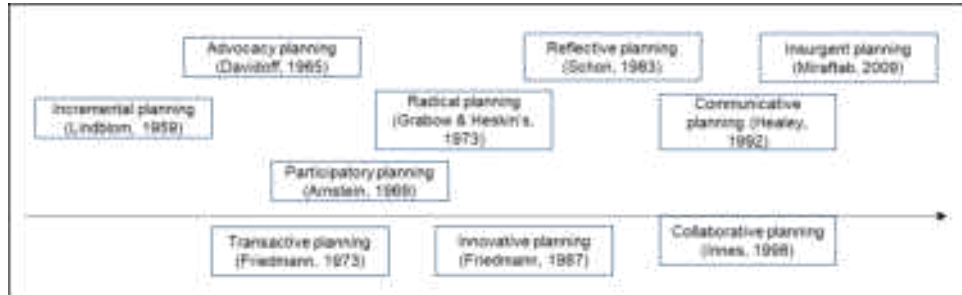 Advocacy planning
(Davidoff, 1965)
Reflective planning
(Schon, 1983)
Insurgent planning
(Miraftab, 2009)
Incremental planning
(Lindblom, 1959)
Radical planning
(Grabow & Heskin's,
1973)
Communicative
planning (Healey,
1992)
Participatory planning
(Arnstein, 1969)
Transactive planning
(Friedmann, 1973)
Innovative planning
(Friedmann, 1987)
Collaborative planning
(Innes, 1996)